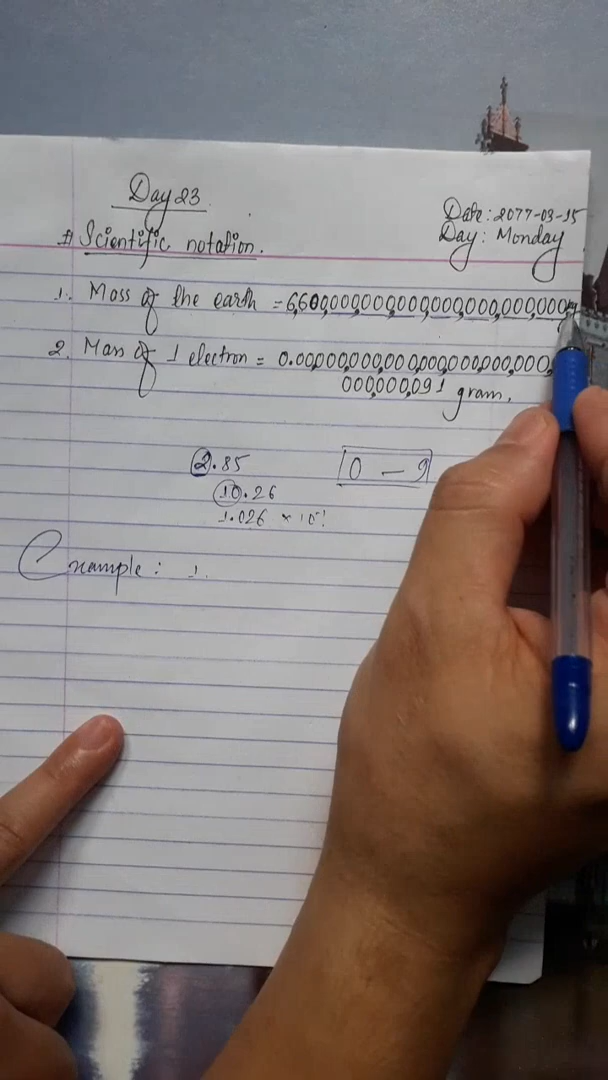 Day 23
Date: 2077-03-15
Day: Monday
# Scientific notation.
1. Mass of the earth = 6,600,000,000,000,000,000,000,000
2. Mass of 1 electron = 0.00,000,000,000,000,000,000,000,
000,000,091 gram.
2.85
0 — 9
10.26
1.026 × 10
Example: 1.